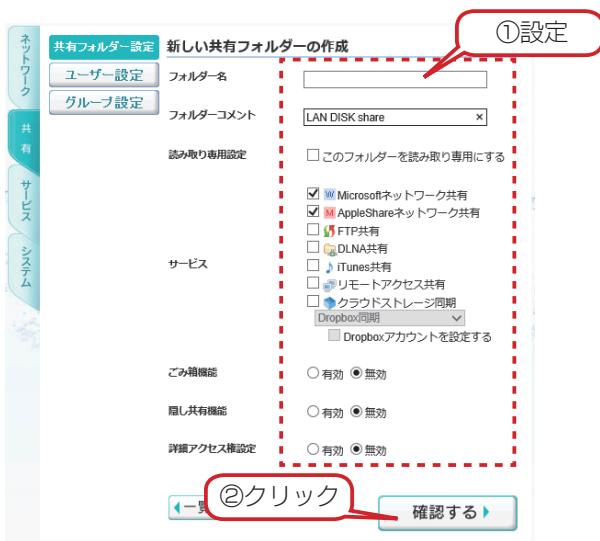 ネットワーク
共有
サービス
システム
共有フォルダー設定
ユーザー設定
グループ設定
新しい共有フォルダーの作成
①設定
フォルダー名
フォルダーコメント
LAN DISK share ×
読み取り専用設定
このフォルダーを読み取り専用にする
サービス
W Microsoftネットワーク共有
M AppleShareネットワーク共有
FTP共有
DLNA共有
iTunes共有
リモートアクセス共有
クラウドストレージ同期
Dropbox同期
Dropboxアカウントを設定する
ごみ箱機能
有効 無効
隠し共有機能
有効 無効
詳細アクセス権設定
有効 無効
②クリック
一覧
確認する